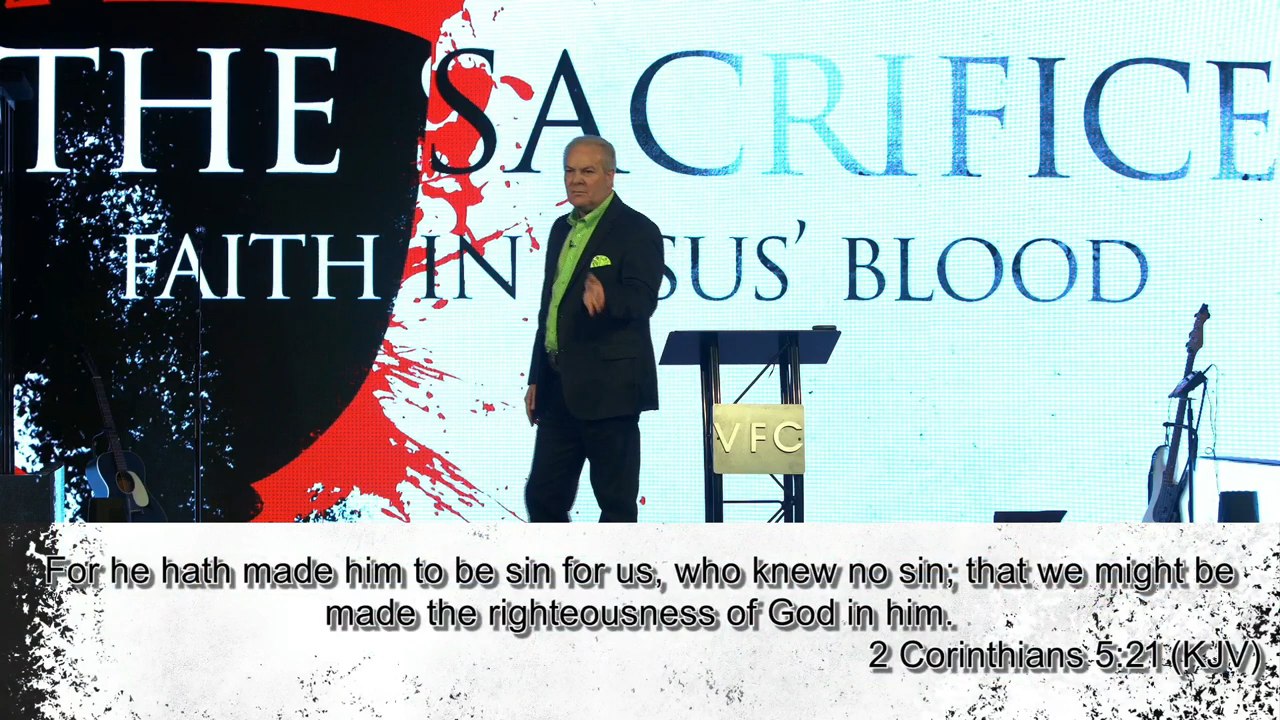 THE SACRIFICE
FAITH IN SUS' BLOOD
VFC
For he hath made him to be sin for us, who knew no sin; that we might be
made the righteousness of God in him.
2 Corinthians 5:21 (KJV)